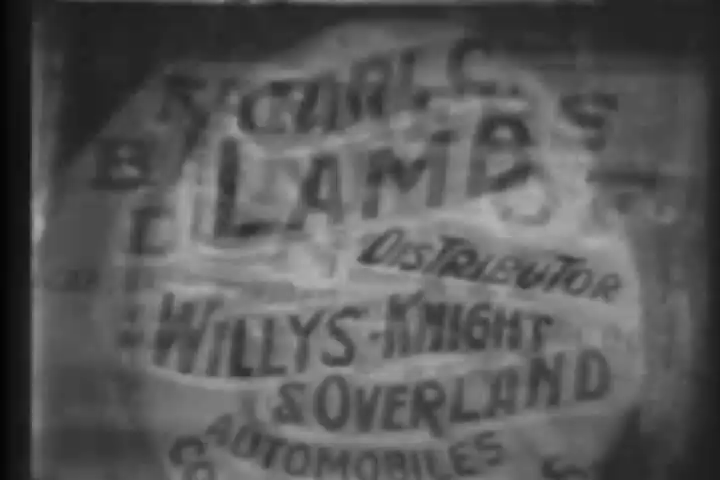 CARL C.
LAMB
DISTRIBUTOR
WILLYS-KNIGHT
& OVERLAND
AUTOMOBILES